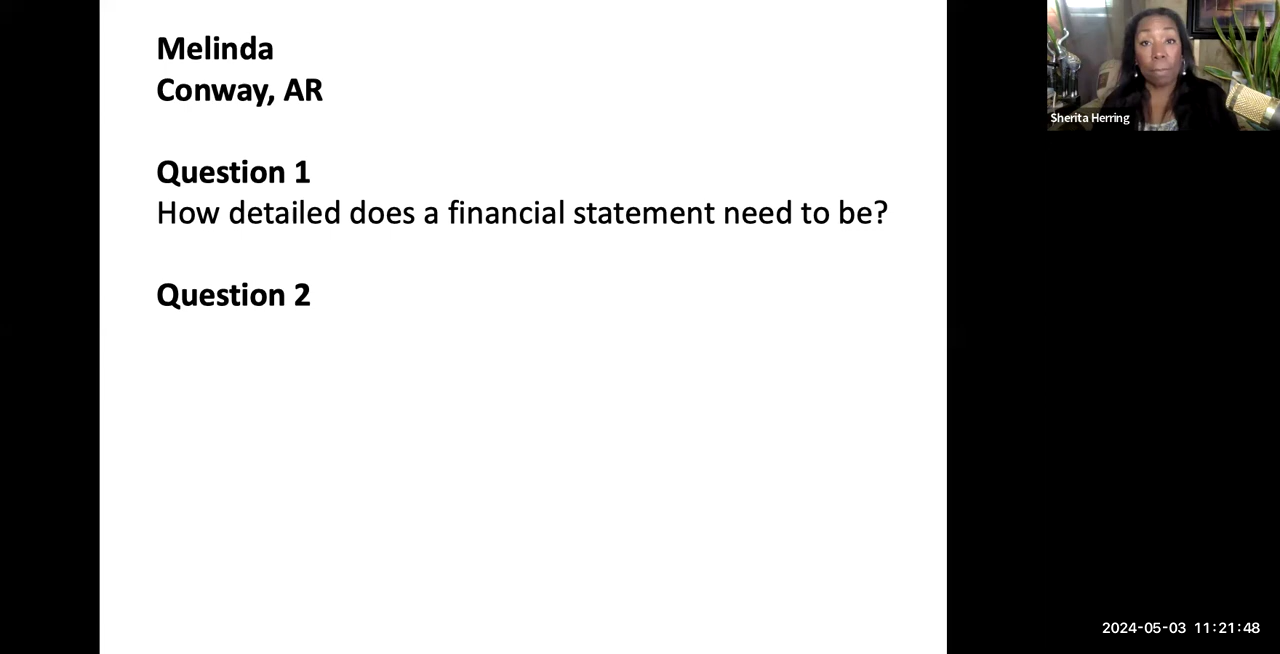 Melinda
Conway, AR
Question 1
How detailed does a financial statement need to be?
Question 2
Sherita Herring
2024-05-03 11:21:48